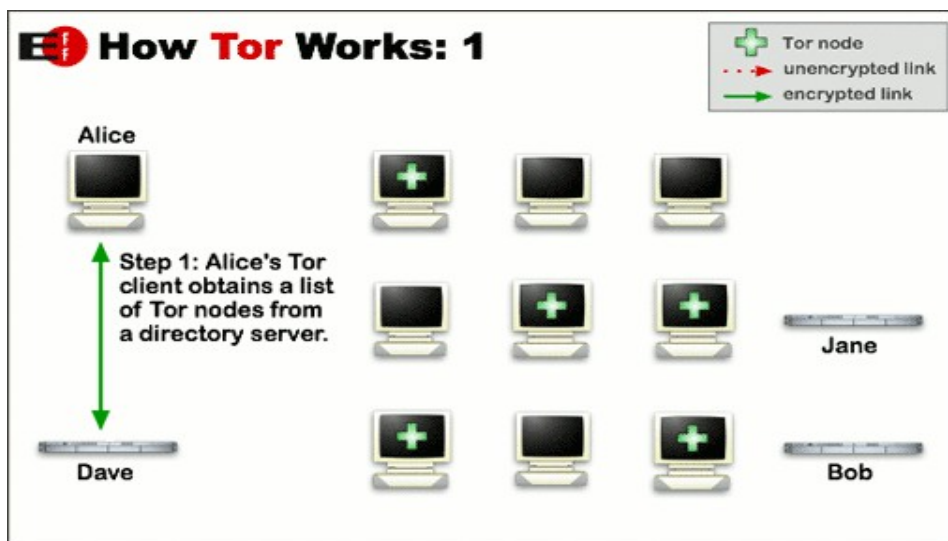 EFF How Tor Works: 1
Tor node
unencrypted link
encrypted link
Alice
Step 1: Alice's Tor
client obtains a list
of Tor nodes from
a directory server.
Jane
Dave
Bob